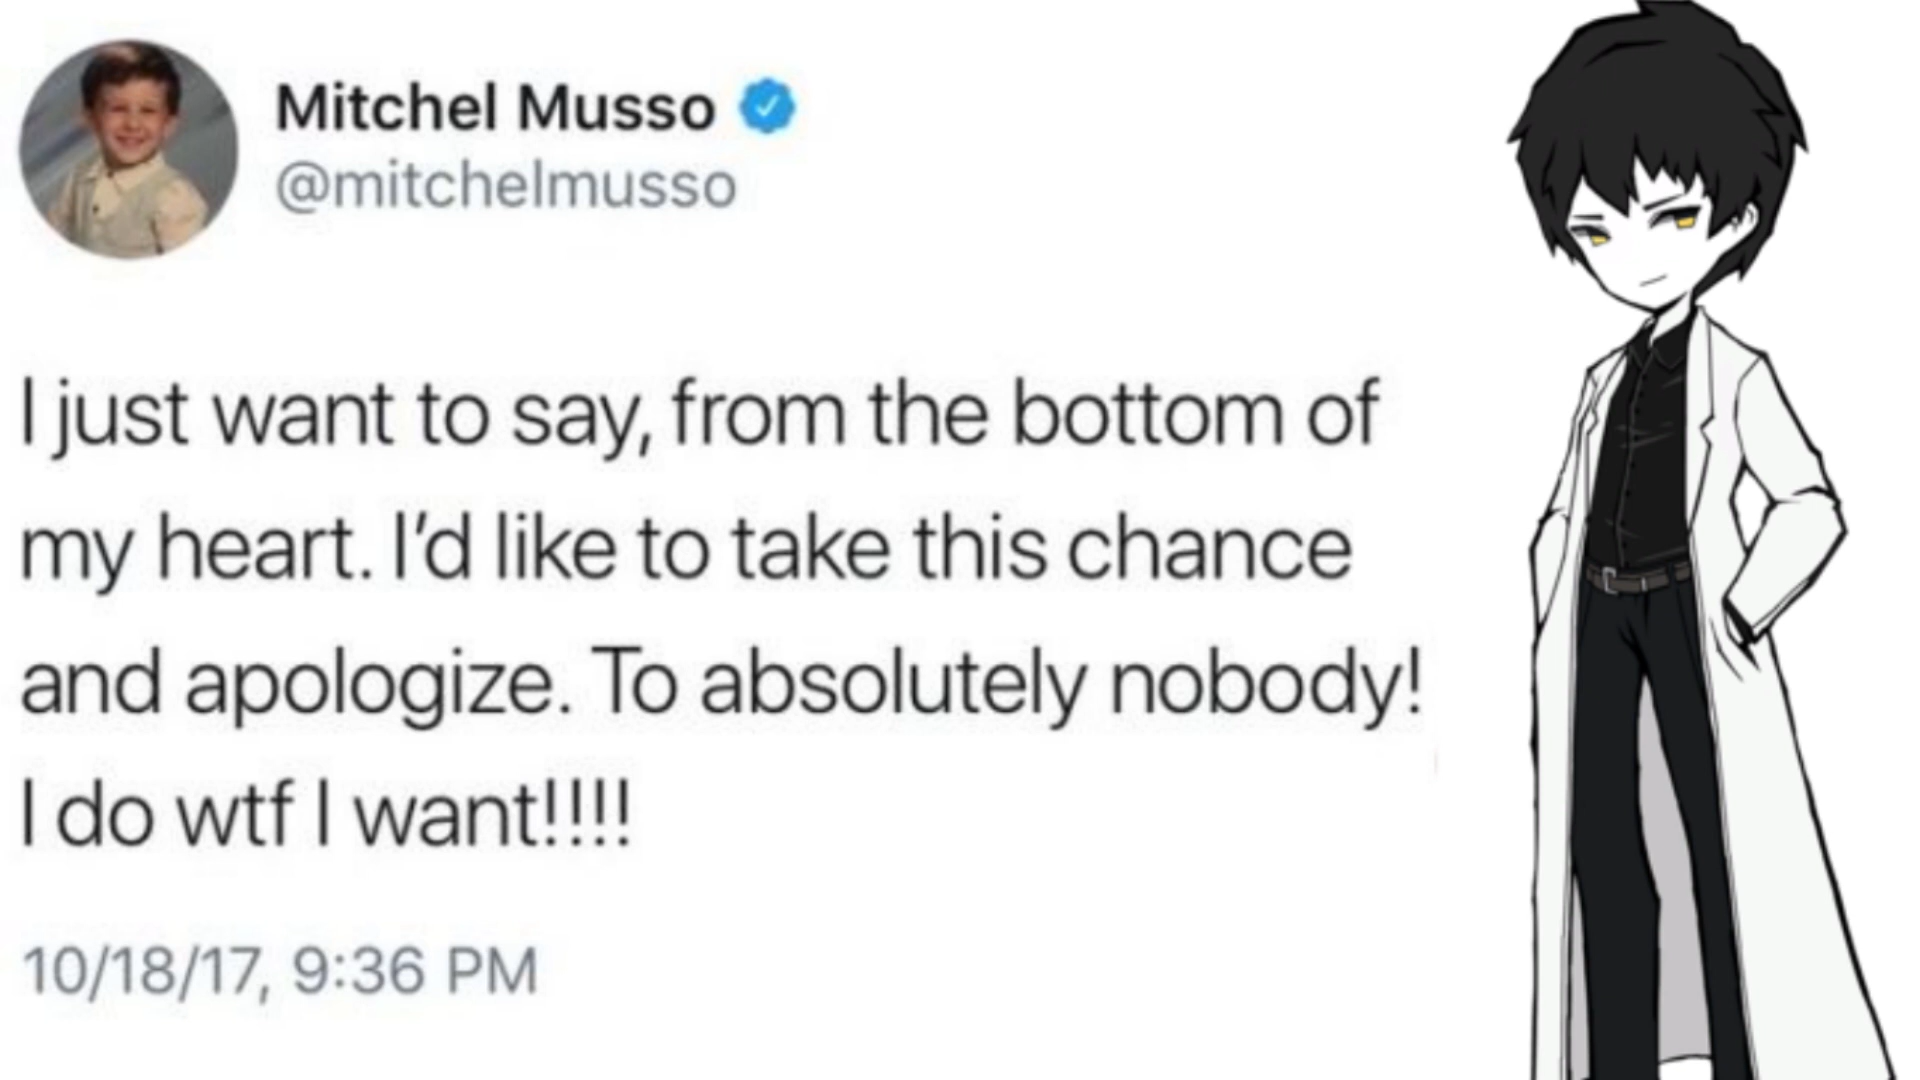 Mitchel Musso
@mitchelmusso
I just want to say, from the bottom of
my heart. I’d like to take this chance
and apologize. To absolutely nobody!
I do wtf I want!!!!
10/18/17, 9:36 PM